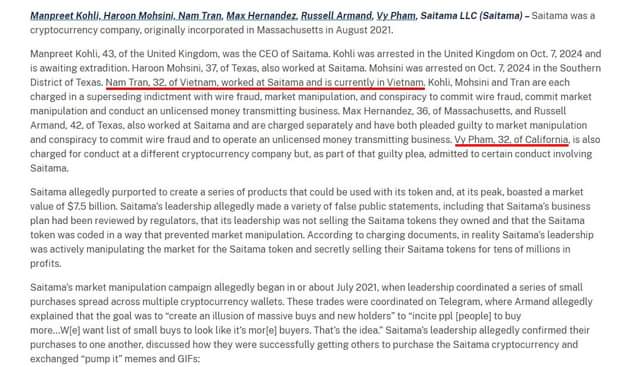 Manpreet Kohli, Haroon Mohsini, Nam Tran, Max Hernandez, Russell Armand, Vy Pham, Saitama LLC (Saitama) – Saitama was a
cryptocurrency company, originally incorporated in Massachusetts in August 2021.
Manpreet Kohli, 43, of the United Kingdom, was the CEO of Saitama. Kohli was arrested in the United Kingdom on Oct. 7, 2024 and
is awaiting extradition. Haroon Mohsini, 37, of Texas, also worked at Saitama. Mohsini was arrested on Oct. 7, 2024 in the Southern
District of Texas. Nam Tran, 32, of Vietnam, worked at Saitama and is currently in Vietnam. Kohli, Mohsini and Tran are each
charged in a superseding indictment with wire fraud, market manipulation, and conspiracy to commit wire fraud, commit market
manipulation and conduct an unlicensed money transmitting business. Max Hernandez, 36, of Massachusetts, and Russell
Armand, 42, of Texas, also worked at Saitama and are charged separately and have both pleaded guilty to market manipulation
and conspiracy to commit wire fraud and to operate an unlicensed money transmitting business. Vy Pham, 32, of California, is also
charged for conduct at a different cryptocurrency company but, as part of that guilty plea, admitted to certain conduct involving
Saitama.
Saitama allegedly purported to create a series of products that could be used with its token and, at its peak, boasted a market
value of $7.5 billion. Saitama's leadership allegedly made a variety of false public statements, including that Saitama's business
plan had been reviewed by regulators, that its leadership was not selling the Saitama tokens they owned and that the Saitama
token was coded in a way that prevented market manipulation. According to charging documents, in reality Saitama's leadership
was actively manipulating the market for the Saitama token and secretly selling their Saitama tokens for tens of millions in
profits.
Saitama's market manipulation campaign allegedly began in or about July 2021, when leadership coordinated a series of small
purchases spread across multiple cryptocurrency wallets. These trades were coordinated on Telegram, where Armand allegedly
explained that the goal was to "create an illusion of massive buys and new holders" to "incite ppl [people] to buy
more...W[e] want list of small buys to look like it's mor[e] buyers. That's the idea." Saitama's leadership allegedly confirmed their
purchases to one another, discussed how they were successfully getting others to purchase the Saitama cryptocurrency and
exchanged "pump it" memes and GIFs: